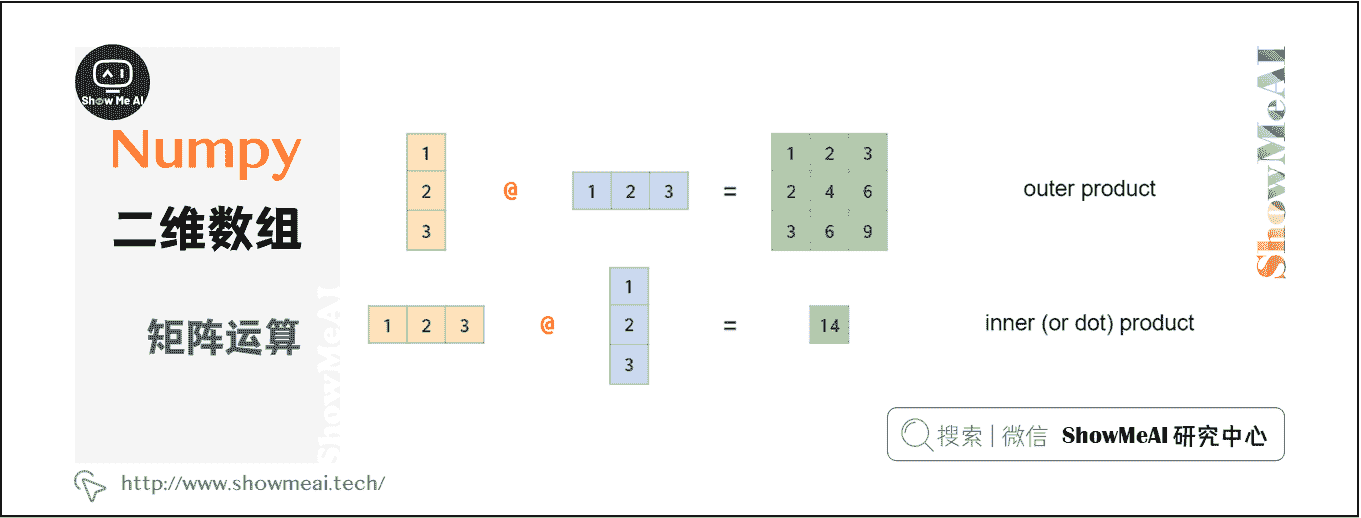 Show Me AI
Numpy
二维数组
矩阵运算
ShowMeAI
1
2
3
@
1 2 3
=
1 2 3
2 4 6
3 6 9
outer product
1 2 3
@
1
2
3
=
14
inner (or dot) product
ShowMeAI
搜索 | 微信 ShowMeAI 研究中心
http://www.showmeai.tech/